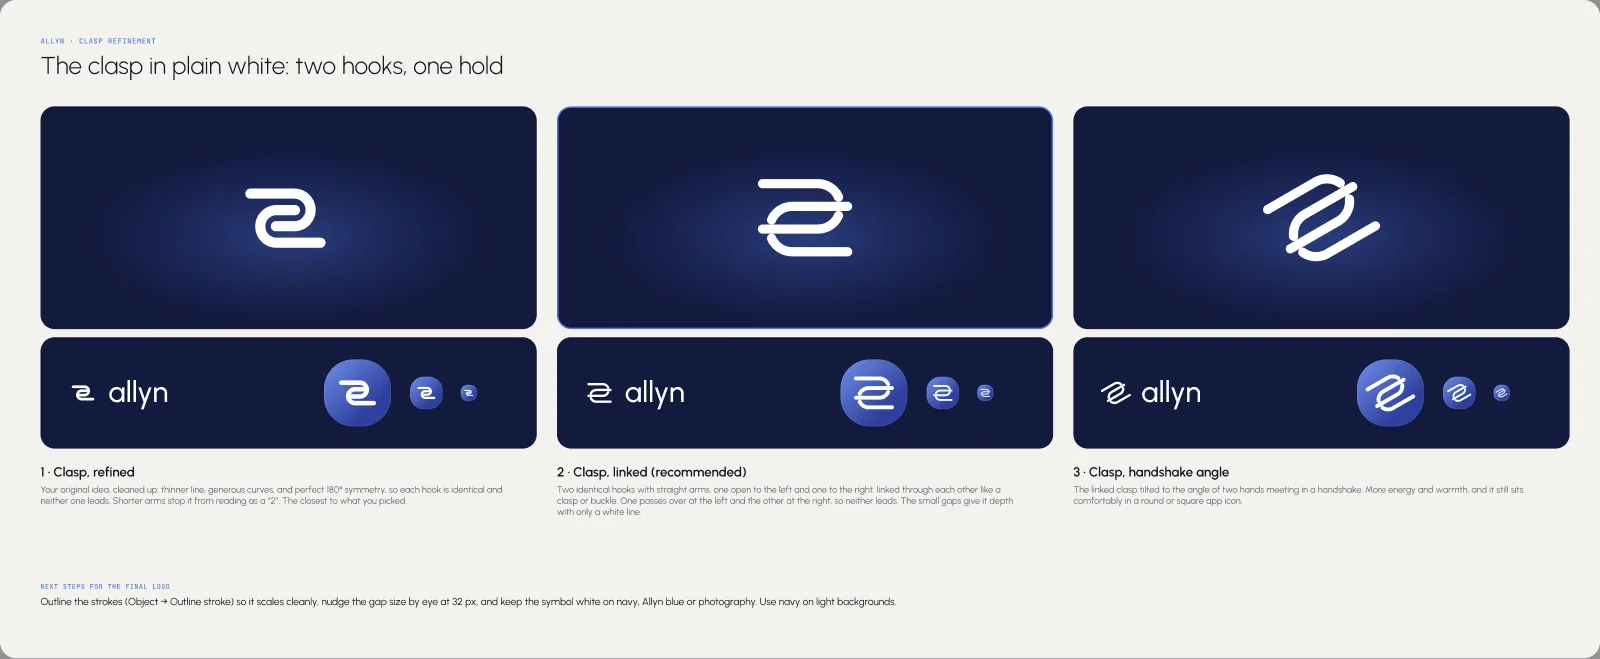 ALLYN · CLASP REFINEMENT
The clasp in plain white: two hooks, one hold
allyn
allyn
allyn
1 · Clasp, refined
Your original idea, cleaned up: thinner line, generous curves, and perfect 180° symmetry, so each hook is identical and
neither one leads. Shorter arms stop it from reading as a "2". The closest to what you picked.
2 · Clasp, linked (recommended)
Two identical hooks with straight arms, one open to the left and one to the right, linked through each other like a
clasp or buckle. One passes over at the left and the other at the right, so neither leads. The small gaps give it depth
with only a white line.
3 · Clasp, handshake angle
The linked clasp tilted to the angle of two hands meeting in a handshake. More energy and warmth, and it still sits
comfortably in a round or square app icon.
NEXT STEPS FOR THE FINAL LOGO
Outline the strokes (Object → Outline stroke) so it scales cleanly, nudge the gap size by eye at 32 px, and keep the symbol white on navy, Allyn blue or photography. Use navy on light backgrounds.